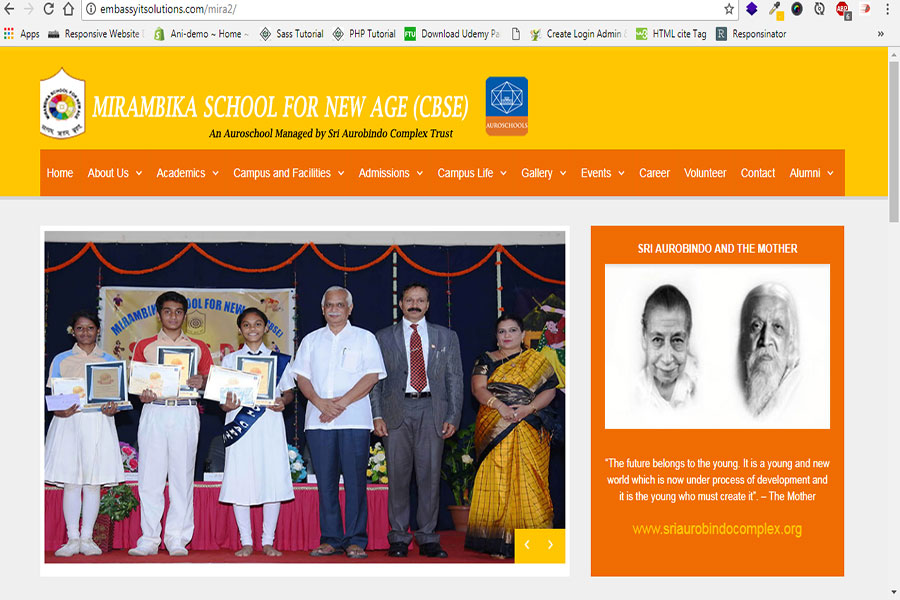 embassyitsolutions.com/mira2/
Apps Responsive Website Ani-demo ~ Home ~ Sass Tutorial PHP Tutorial FTU Download Udemy Pa Create Login Admin HTML cite Tag R Responsinator
ABP 6
MIRAMBIKA SCHOOL FOR NEW AGE (CBSE)
An Auroschool Managed by Sri Aurobindo Complex Trust
AUROSCHOOLS
Home About Us Academics Campus and Facilities Admissions Campus Life Gallery Events Career Volunteer Contact Alumni
MIRAMBIKA SCHOOL FOR NEW
SRI AUROBINDO AND THE MOTHER
"The future belongs to the young. It is a young and new
world which is now under process of development and
it is the young who must create it". – The Mother
www.sriaurobindocomplex.org